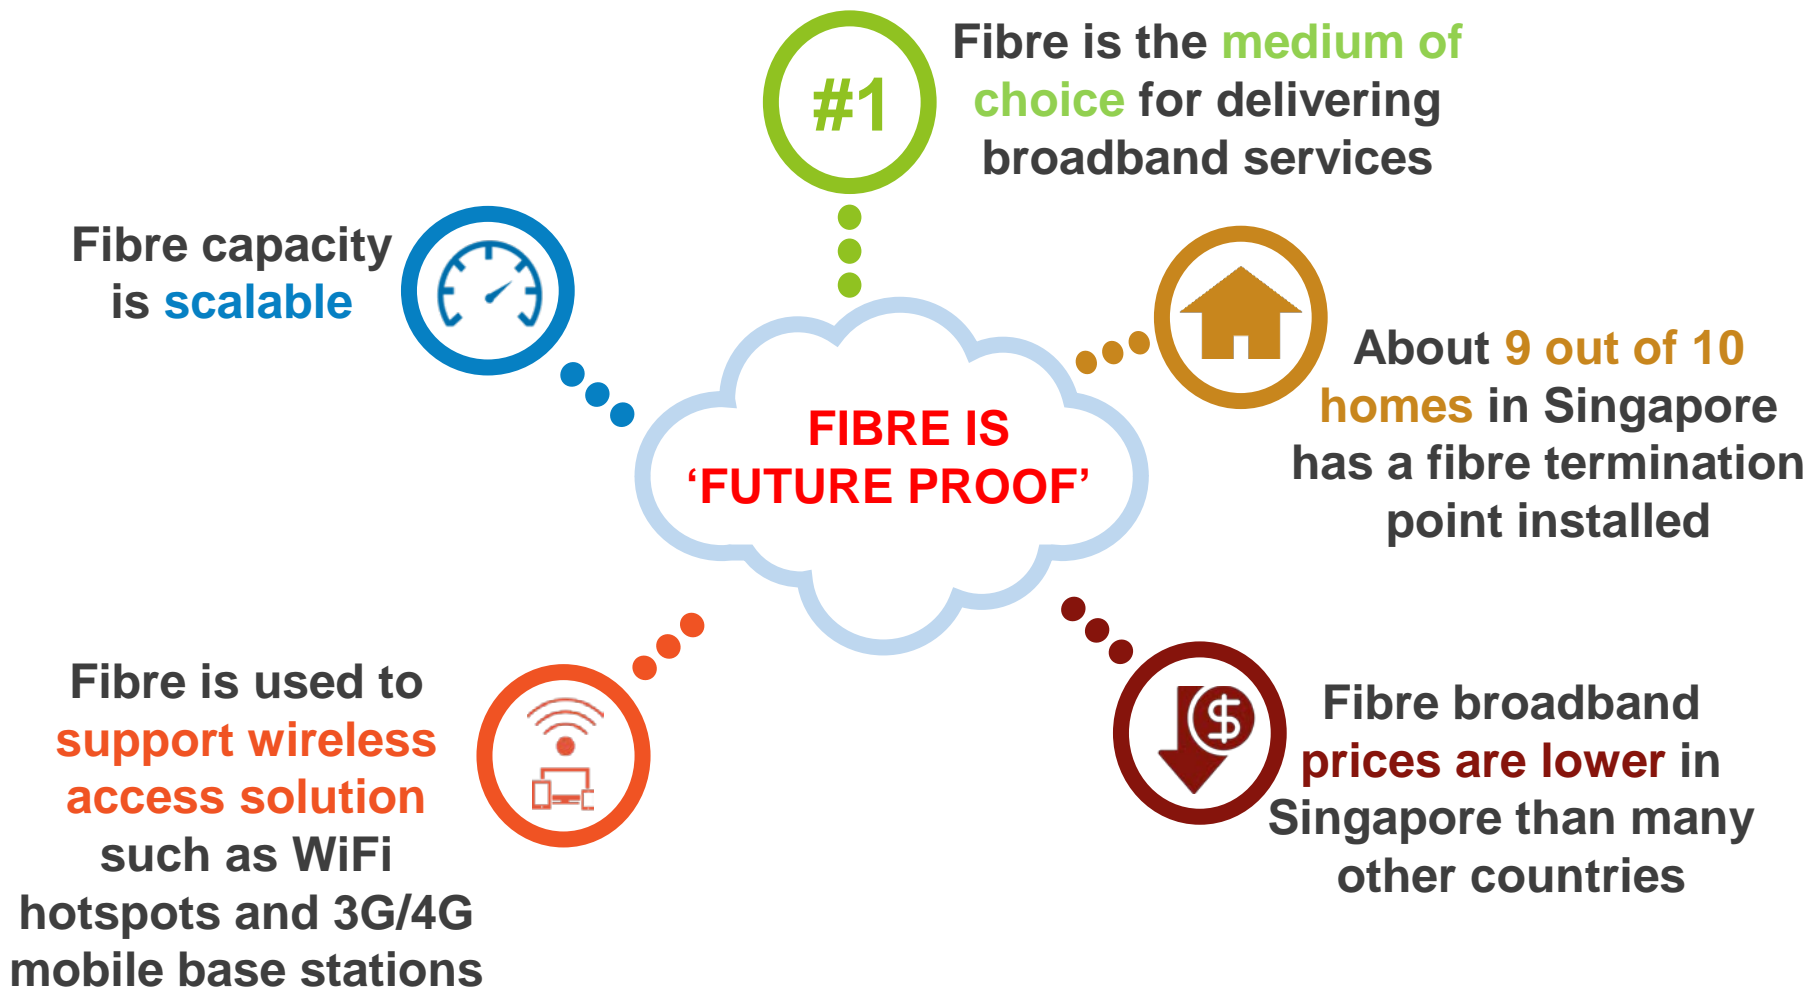 #1
Fibre is the medium of
choice for delivering
broadband services
Fibre capacity
is scalable
About 9 out of 10
homes in Singapore
has a fibre termination
point installed
FIBRE IS
‘FUTURE PROOF’
Fibre is used to
support wireless
access solution
such as WiFi
hotspots and 3G/4G
mobile base stations
$
Fibre broadband
prices are lower in
Singapore than many
other countries